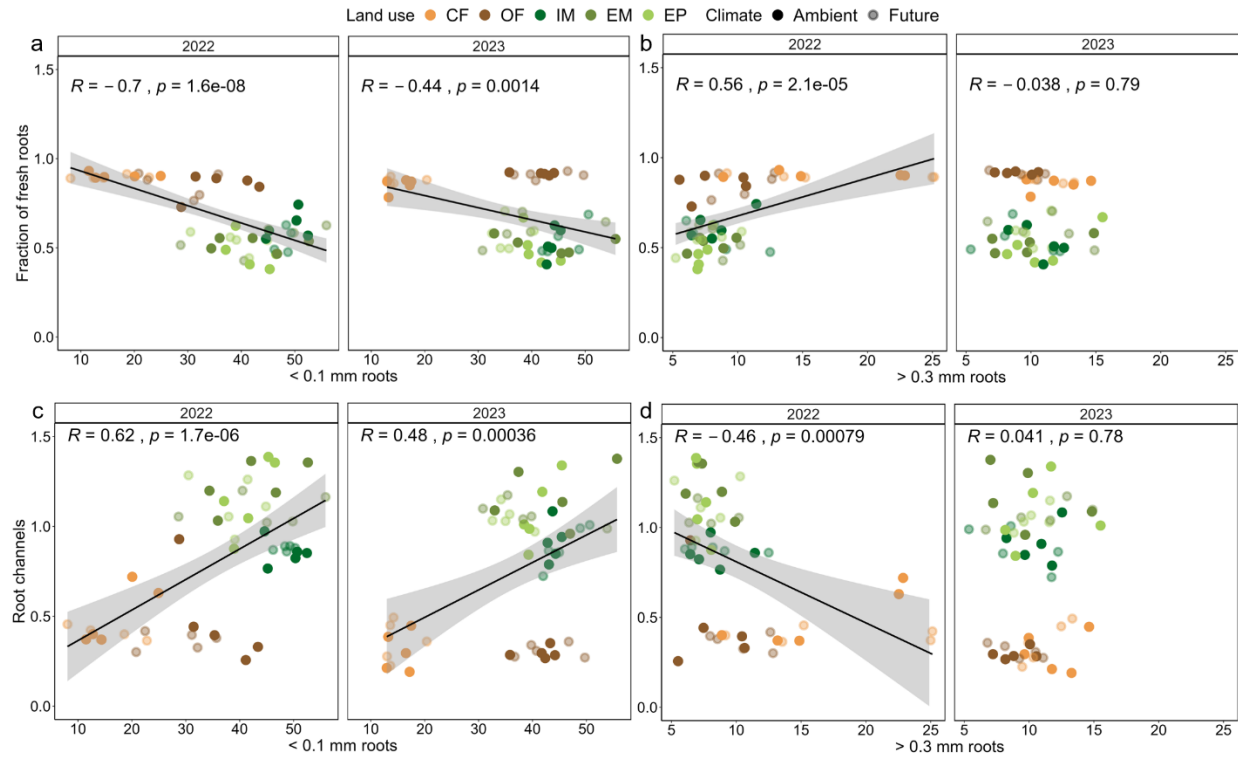 Land use CF OF IM EM EP Climate Ambient Future
a
2022
2023
R = − 0.7 , p = 1.6e-08
R = − 0.44 , p = 0.0014
Fraction of fresh roots
1.5
1.0
0.5
0.0
10 20 30 40 50
10 20 30 40 50
< 0.1 mm roots
b
2022
2023
R = 0.56 , p = 2.1e-05
R = − 0.038 , p = 0.79
5 10 15 20 25
5 10 15 20 25
> 0.3 mm roots
c
2022
2023
R = 0.62 , p = 1.7e-06
R = 0.48 , p = 0.00036
Root channels
1.5
1.0
0.5
0.0
10 20 30 40 50
10 20 30 40 50
< 0.1 mm roots
d
2022
2023
R = − 0.46 , p = 0.00079
R = 0.041 , p = 0.78
5 10 15 20 25
5 10 15 20 25
> 0.3 mm roots